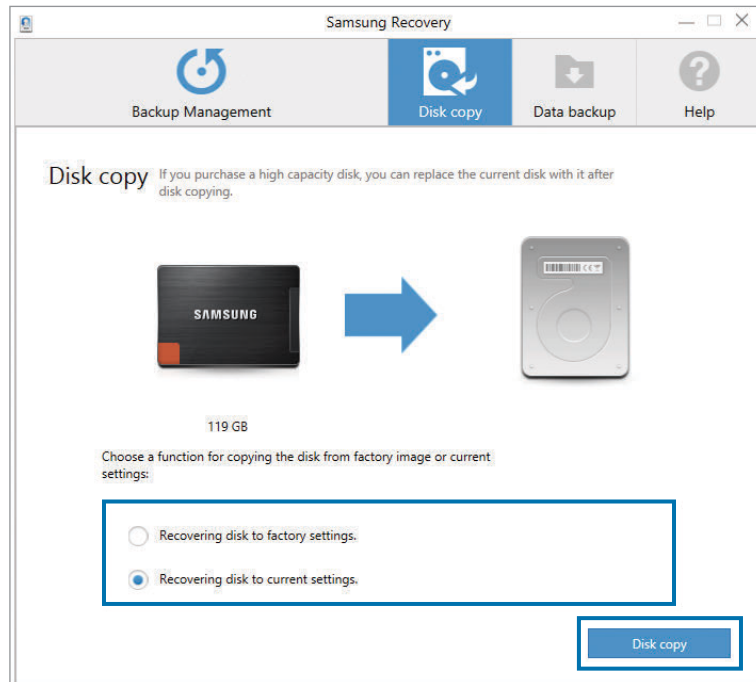 Samsung Recovery
Backup Management
Disk copy
Data backup
Help
Disk copy
If you purchase a high capacity disk, you can replace the current disk with it after
disk copying.
SAMSUNG
119 GB
Choose a function for copying the disk from factory image or current
settings:
Recovering disk to factory settings.
Recovering disk to current settings.
Disk copy